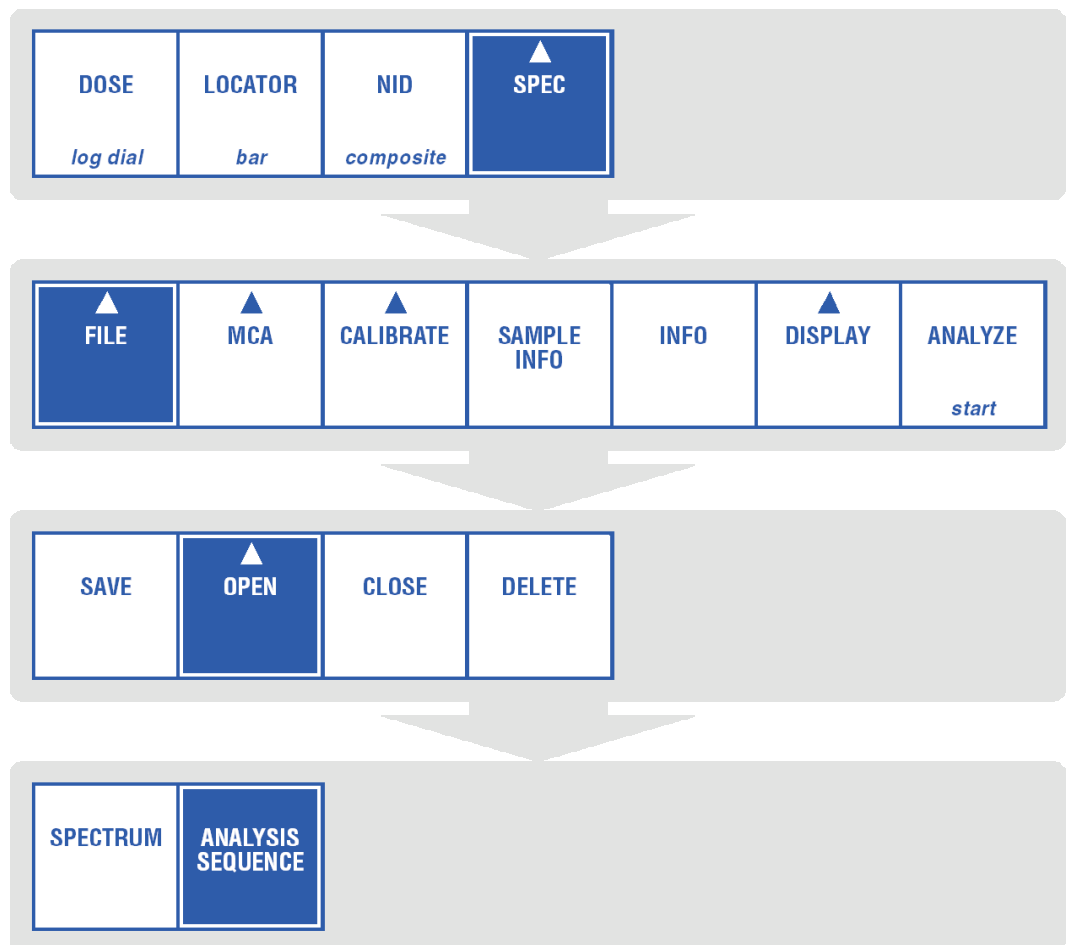 DOSE
LOCATOR
NID
SPEC
log dial
bar
composite
FILE
MCA
CALIBRATE
SAMPLE
INFO
INFO
DISPLAY
ANALYZE
start
SAVE
OPEN
CLOSE
DELETE
SPECTRUM
ANALYSIS
SEQUENCE